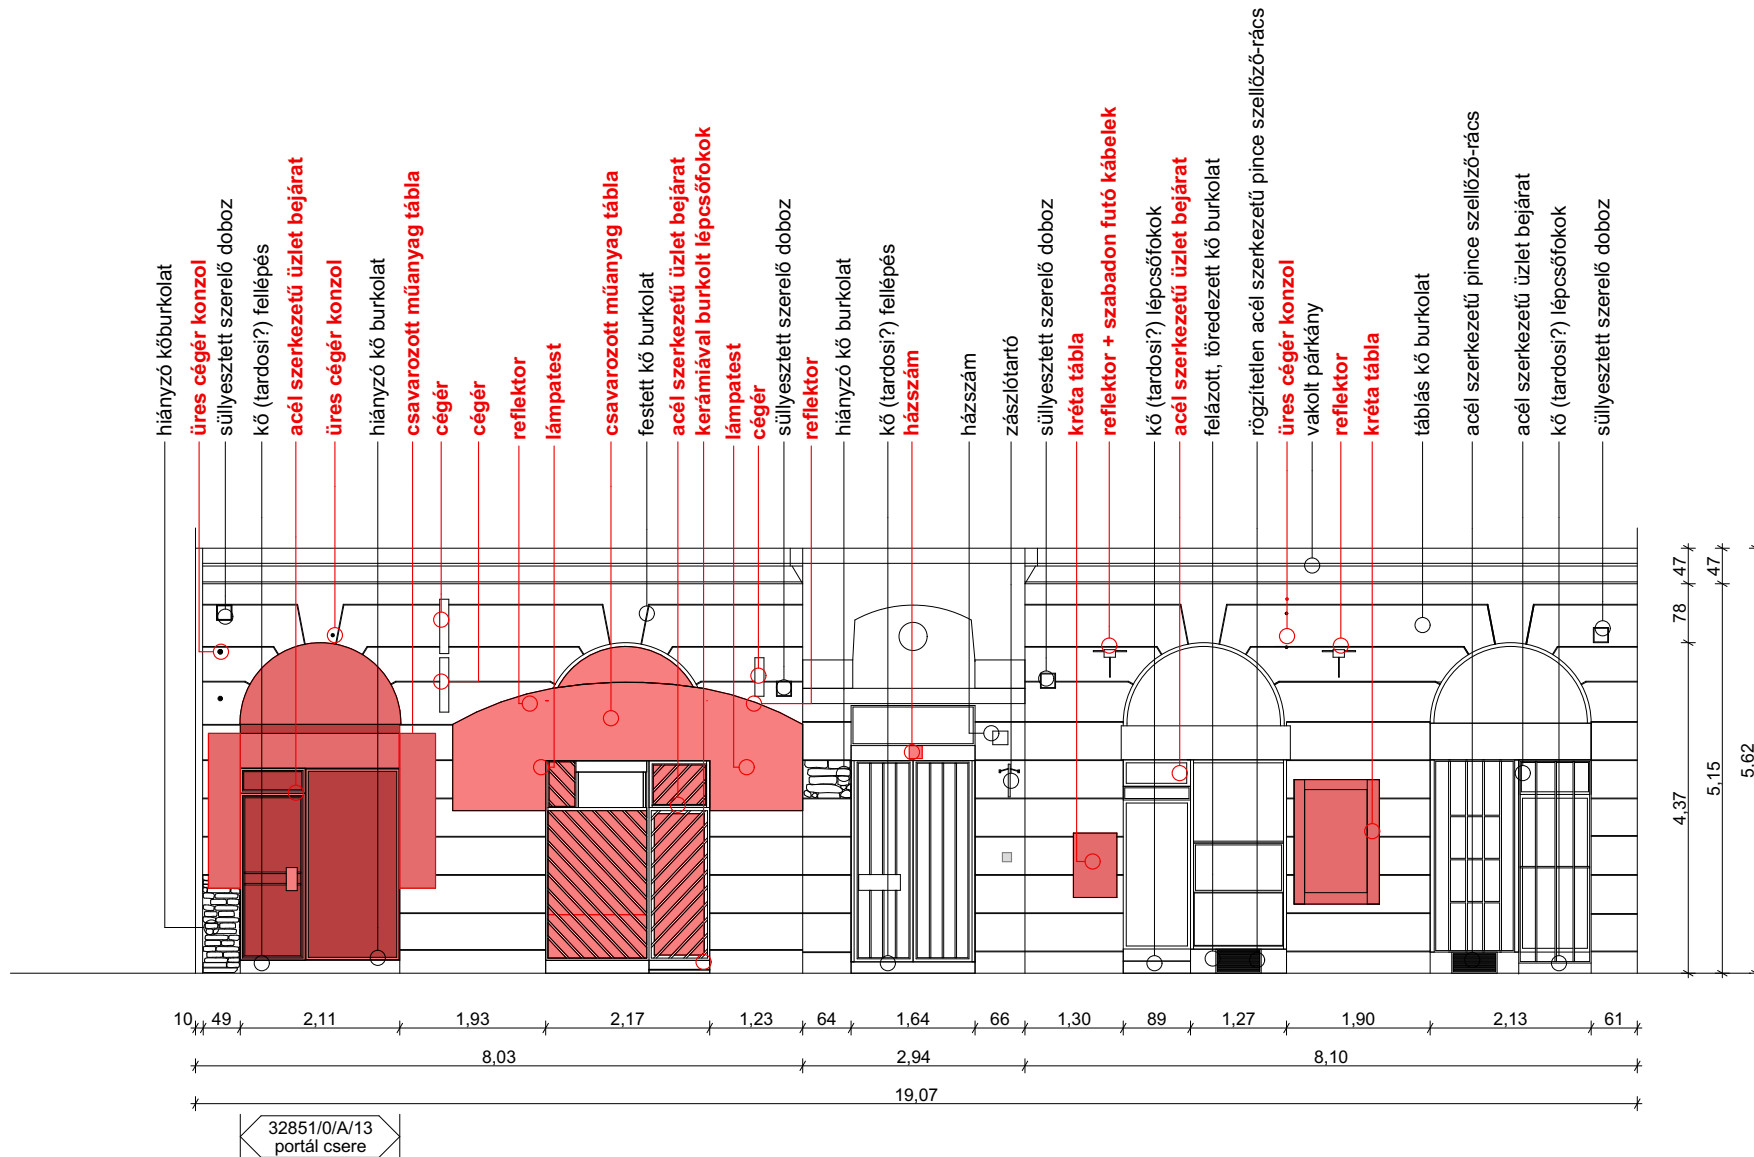 hiányzó kőburkolat
üres cégér konzol
süllyesztett szerelő doboz
kő (tardosi?) fellépés
acél szerkezetű üzlet bejárat
üres cégér konzol
hiányzó kő burkolat
csavarozott műanyag tábla
cégér
cégér
reflektor
lámpatest
csavarozott műanyag tábla
festett kő burkolat
acél szerkezetű üzlet bejárat
kerámiával burkolt lépcsőfokok
lámpatest
cégér
süllyesztett szerelő doboz
reflektor
hiányzó kő burkolat
kő (tardosi?) fellépés
házszám
házszám
zászlótartó
süllyesztett szerelő doboz
kréta tábla
reflektor + szabadon futó kábelek
kő (tardosi?) lépcsőfokok
acél szerkezetű üzlet bejárat
felázott, töredezett kő burkolat
rögzítetlen acél szerkezetű pince szellőző-rács
üres cégér konzol
vakolt párkány
reflektor
kréta tábla
táblás kő burkolat
acél szerkezetű pince szellőző-rács
acél szerkezetű üzlet bejárat
kő (tardosi?) lépcsőfokok
süllyesztett szerelő doboz
47
47
78
4,37
5,15
5,62
10 49 2,11 1,93 2,17 1,23 64 1,64 66 1,30 89 1,27 1,90 2,13 61
8,03 2,94 8,10
19,07
32851/0/A/13
portál csere